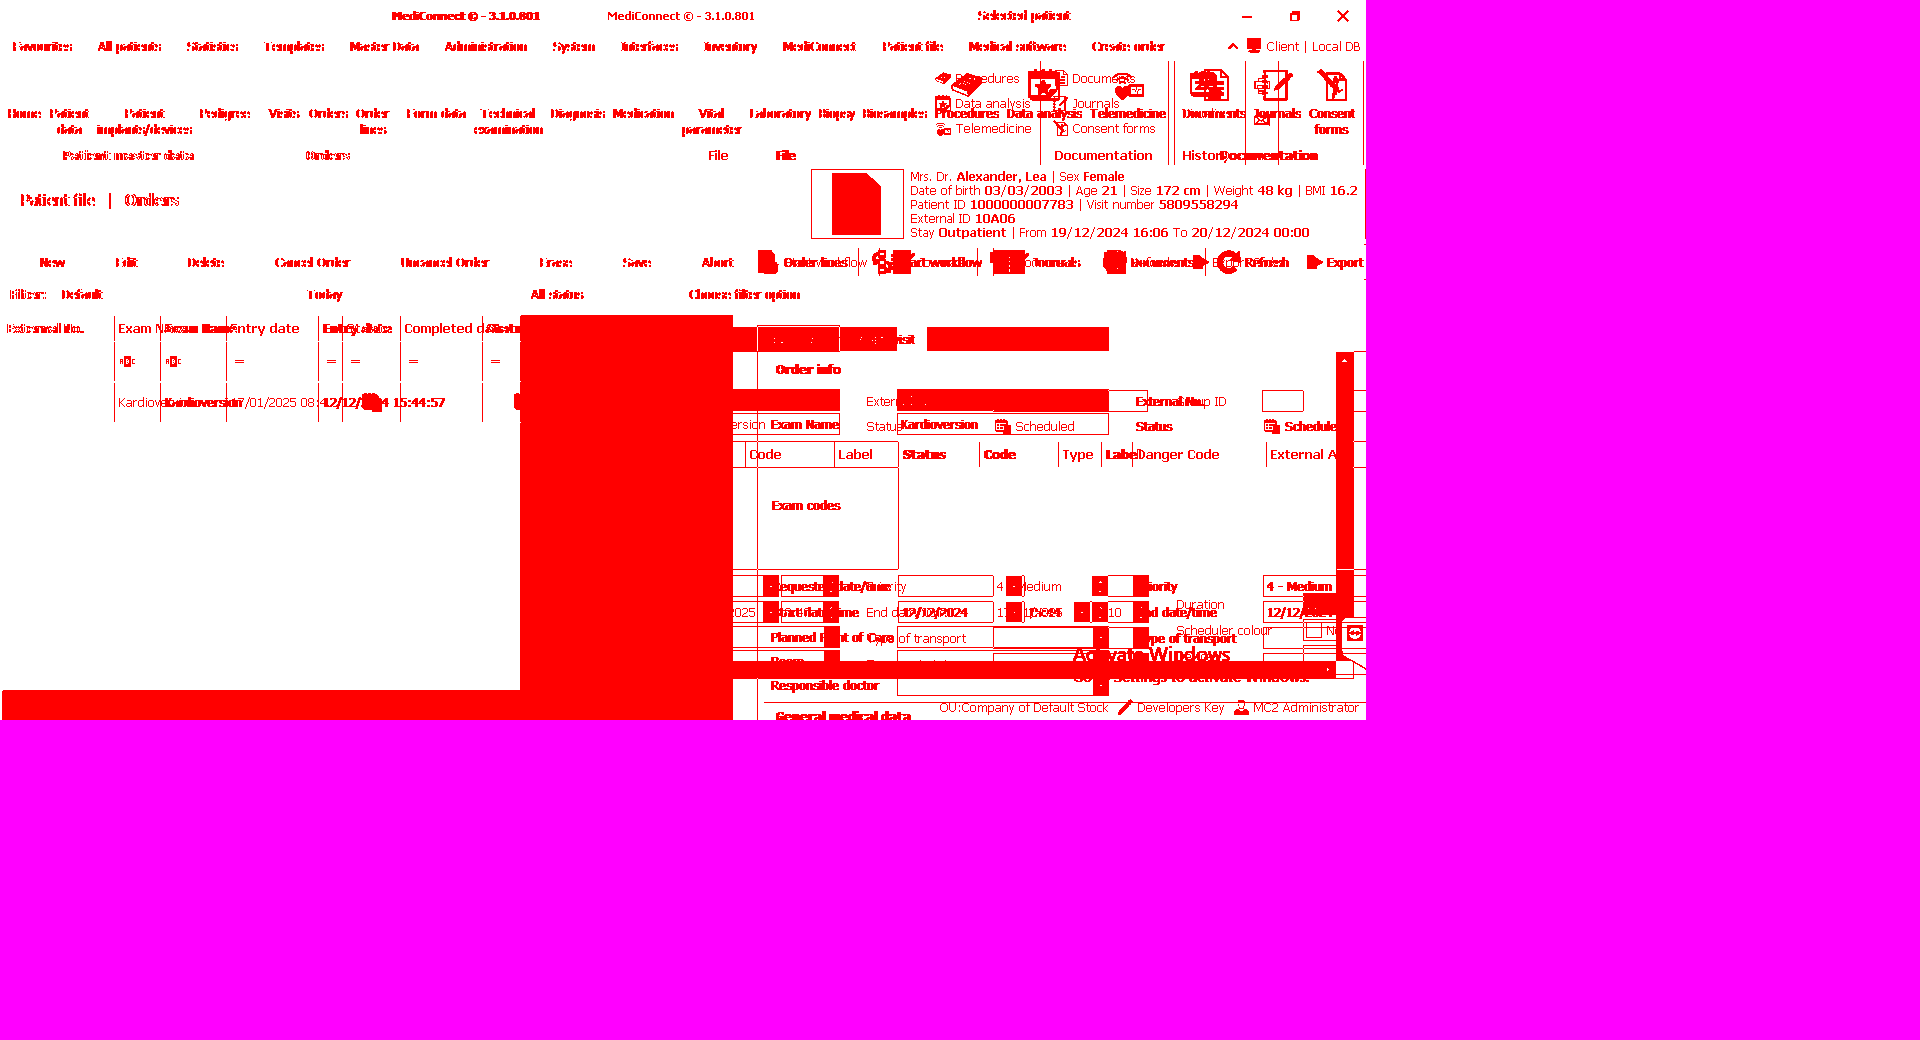 MediConnect © - 3.1.0.801 MediConnect © - 3.1.0.801 Selected patient
Favourites All patients Statistics Templates Master Data Administration System Interfaces Inventory MediConnect Patient file Medical software Create order Client | Local DB
Procedures Documents
Data analysis Journals
Telemedicine Consent forms
Home Patient data Patient implants/devices Pedigree Visits Orders Order lines Form data Technical examination Diagnosis Medication Vital parameter Laboratory Biopsy Biosamples Procedures Data analysis Telemedicine Documents Journals Consent forms
Patient master data Orders File File Documentation History Documentation
Mrs. Dr. Alexander, Lea | Sex Female
Date of birth 03/03/2003 | Age 21 | Size 172 cm | Weight 48 kg | BMI 16.2
Patient ID 1000000007783 | Visit number 5809558294
External ID 10A06
Stay Outpatient | From 19/12/2024 16:06 To 20/12/2024 00:00
Patient file | Orders
New Edit Delete Cancel Order Uncancel Order Erase Save Abort Order lines Start workflow Journals Documents Refresh Export
Filter: Default Today All status Choose filter option
External No. Exam Name Entry date Entry date Completed
= = = = =
Kardioversion 17/01/2025 08:4 12/12/2024 15:44:57
visit
Order info
External No. ID
Exam Name Status Kardioversion Scheduled Status Schedule
Code Label Status Code Type Label Danger Code External A
Exam codes
Requested date/time Priority 4 - Medium Priority 4 - Medium
Duration
2025 Start date/time End date/time 12/12/2024 10 End date/time 12/12/2024
Scheduler colour
Planned Point of Care Type of transport Type of transport
Room
Activate Windows
Go to Settings to activate Windows.
Responsible doctor
OU:Company of Default Stock Developers Key MC2 Administrator
General medical data